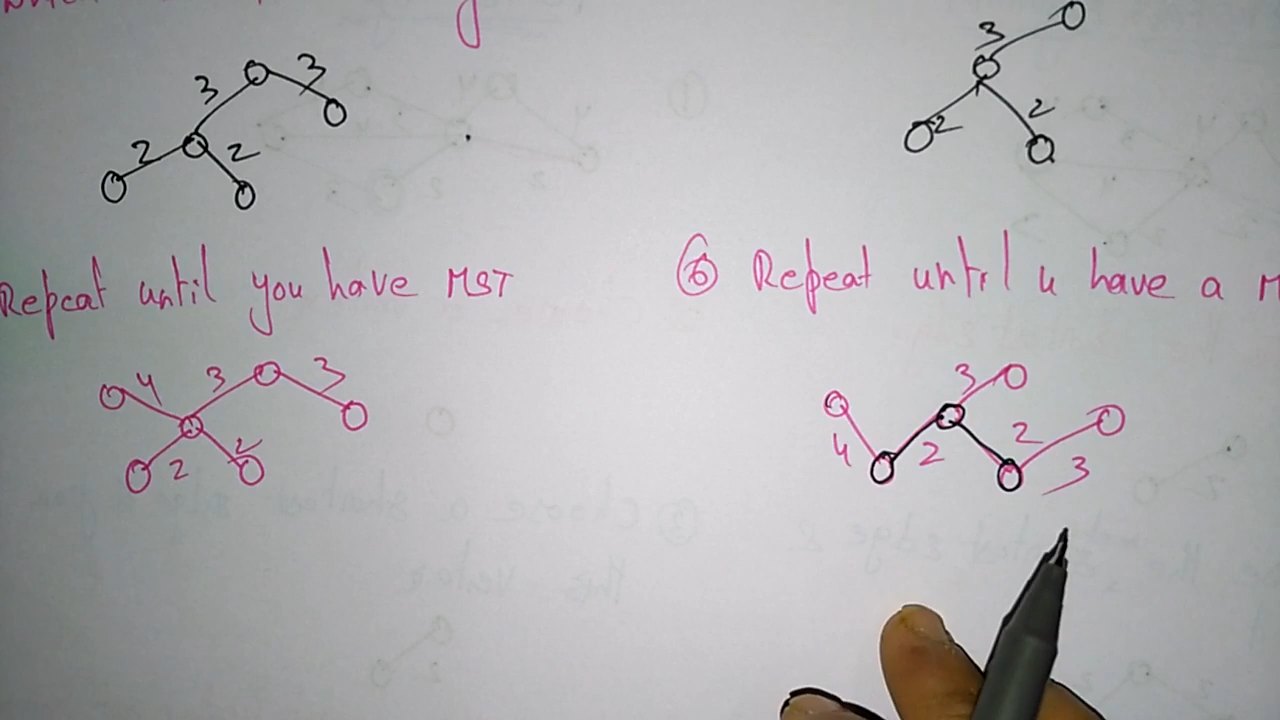 3 3
2 2
3
2 2
Repeat until you have MST
⑥ Repeat until u have a M
4 3 3
2 2
3
4 2 2 3